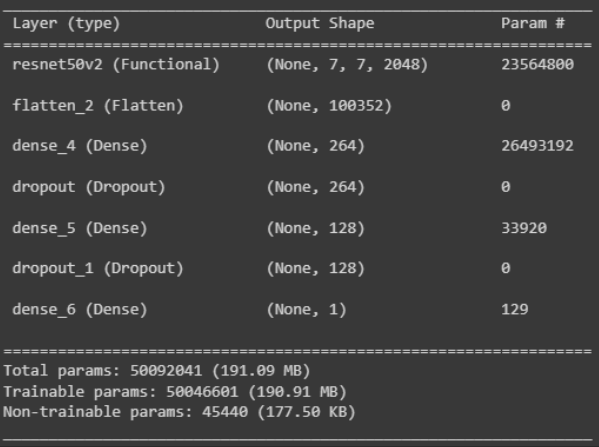 Layer (type) Output Shape Param #
resnet50v2 (Functional) (None, 7, 7, 2048) 23564800
flatten_2 (Flatten) (None, 100352) 0
dense_4 (Dense) (None, 264) 26493192
dropout (Dropout) (None, 264) 0
dense_5 (Dense) (None, 128) 33920
dropout_1 (Dropout) (None, 128) 0
dense_6 (Dense) (None, 1) 129
Total params: 50092041 (191.09 MB)
Trainable params: 50046601 (190.91 MB)
Non-trainable params: 45440 (177.50 KB)